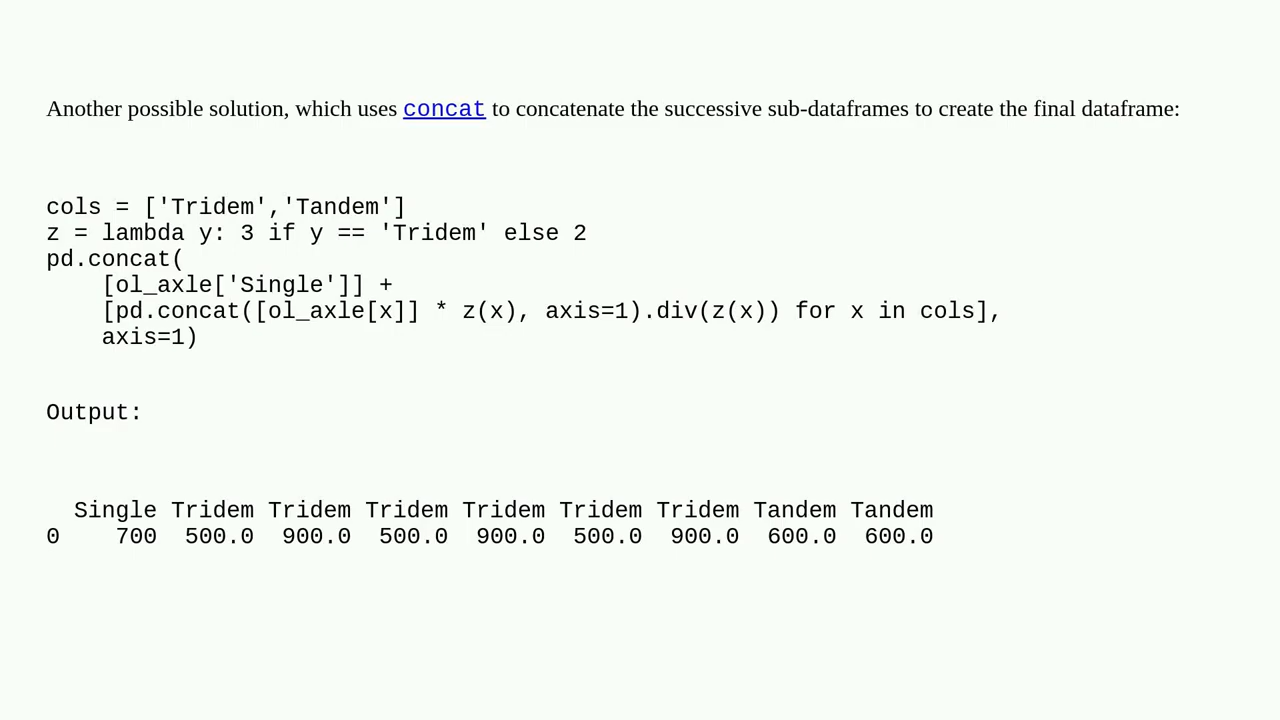 Another possible solution, which uses concat to concatenate the successive sub-dataframes to create the final dataframe:
cols = ['Tridem','Tandem']
z = lambda y: 3 if y == 'Tridem' else 2
pd.concat(
    [ol_axle['Single']] +
    [pd.concat([ol_axle[x]] * z(x), axis=1).div(z(x)) for x in cols],
    axis=1)
Output:
  Single Tridem Tridem Tridem Tridem Tridem Tridem Tandem Tandem
0    700  500.0  900.0  500.0  900.0  500.0  900.0  600.0  600.0